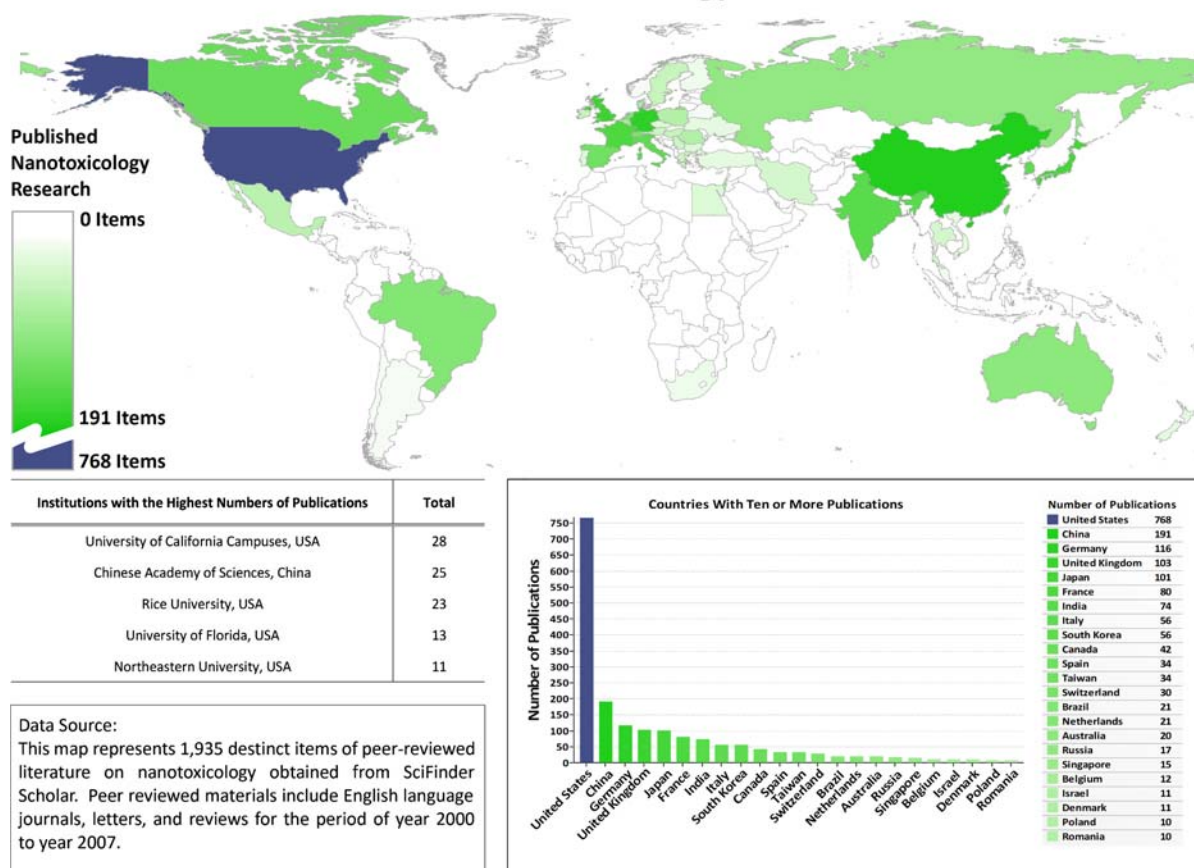 Published
Nanotoxicology
Research
0 Items
191 Items
768 Items
Institutions with the Highest Numbers of Publications Total
University of California Campuses, USA 28
Chinese Academy of Sciences, China 25
Rice University, USA 23
University of Florida, USA 13
Northeastern University, USA 11
Data Source:
This map represents 1,935 destinct items of peer-reviewed
literature on nanotoxicology obtained from SciFinder
Scholar. Peer reviewed materials include English language
journals, letters, and reviews for the period of year 2000
to year 2007.
Countries With Ten or More Publications
Number of Publications
750
700
650
600
550
500
450
400
350
300
250
200
150
100
50
0
United States
China
Germany
United Kingdom
Japan
France
India
Italy
South Korea
Canada
Spain
Taiwan
Switzerland
Brazil
Netherlands
Australia
Russia
Singapore
Belgium
Israel
Denmark
Poland
Romania
Number of Publications
United States 768
China 191
Germany 116
United Kingdom 103
Japan 101
France 80
India 74
Italy 56
South Korea 56
Canada 42
Spain 34
Taiwan 34
Switzerland 30
Brazil 21
Netherlands 21
Australia 20
Russia 17
Singapore 15
Belgium 12
Israel 11
Denmark 11
Poland 10
Romania 10